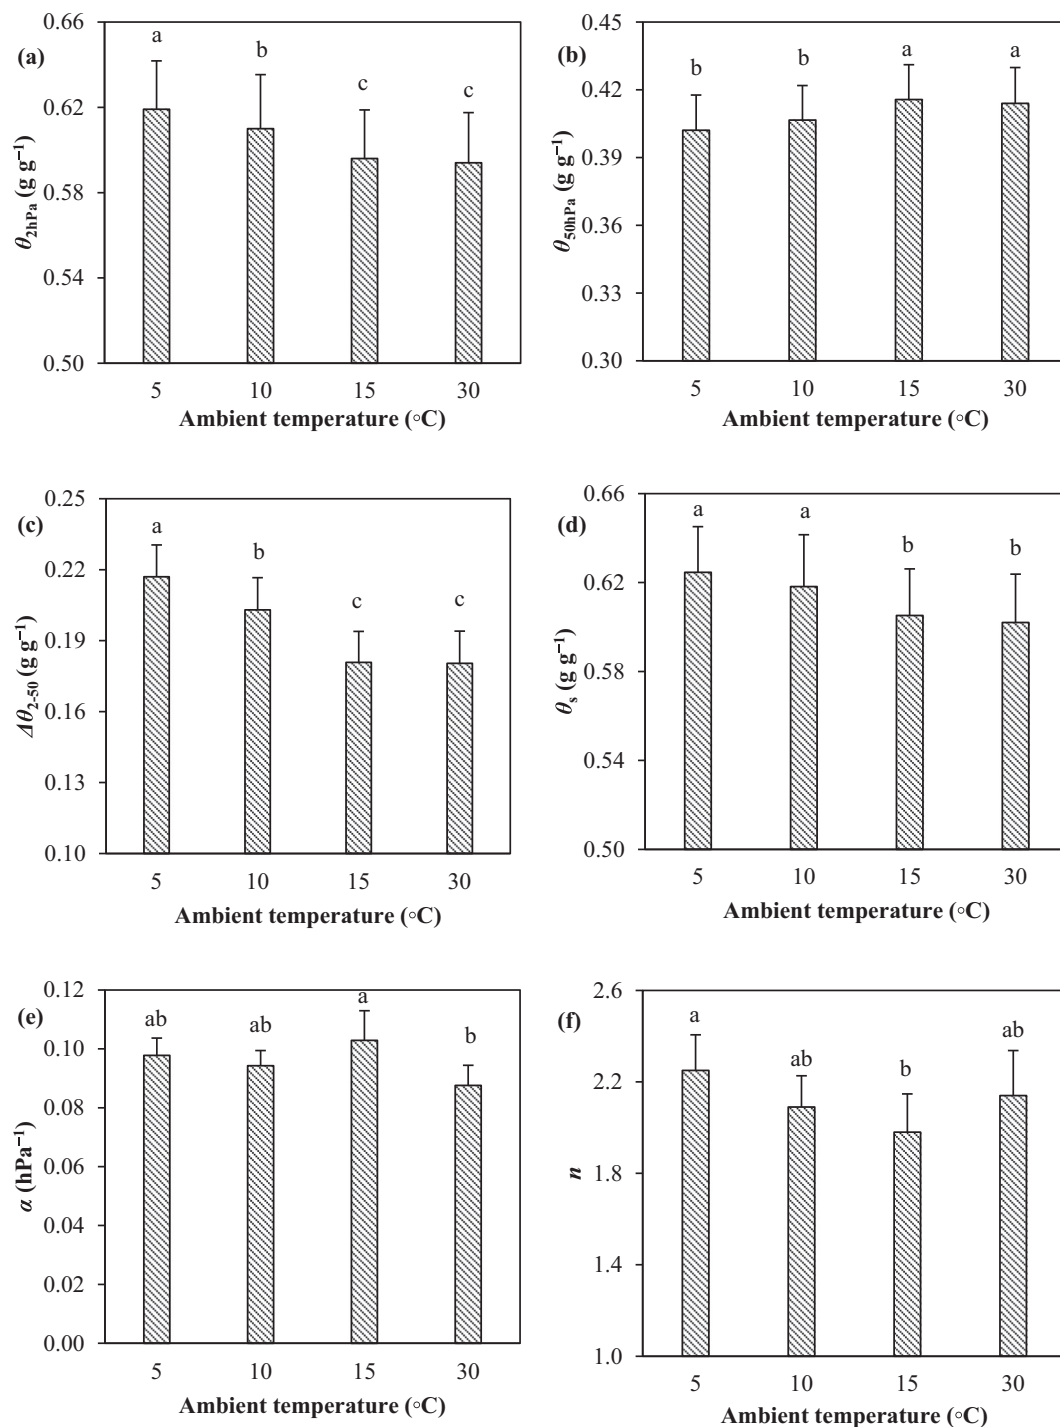 (a)
a
b
c
c
0.66
0.62
0.58
0.54
0.50
θ2hPa (g g−1)
5 10 15 30
Ambient temperature (◦C)
(b)
b
b
a
a
0.45
0.42
0.39
0.36
0.33
0.30
θ50hPa (g g−1)
5 10 15 30
Ambient temperature (◦C)
(c)
a
b
c
c
0.25
0.22
0.19
0.16
0.13
0.10
Δθ2-50 (g g−1)
5 10 15 30
Ambient temperature (◦C)
(d)
a
a
b
b
0.66
0.62
0.58
0.54
0.50
θs (g g−1)
5 10 15 30
Ambient temperature (◦C)
(e)
ab
ab
a
b
0.12
0.10
0.08
0.06
0.04
0.02
0.00
α (hPa−1)
5 10 15 30
Ambient temperature (◦C)
(f)
a
ab
b
ab
2.6
2.2
1.8
1.4
1.0
n
5 10 15 30
Ambient temperature (◦C)